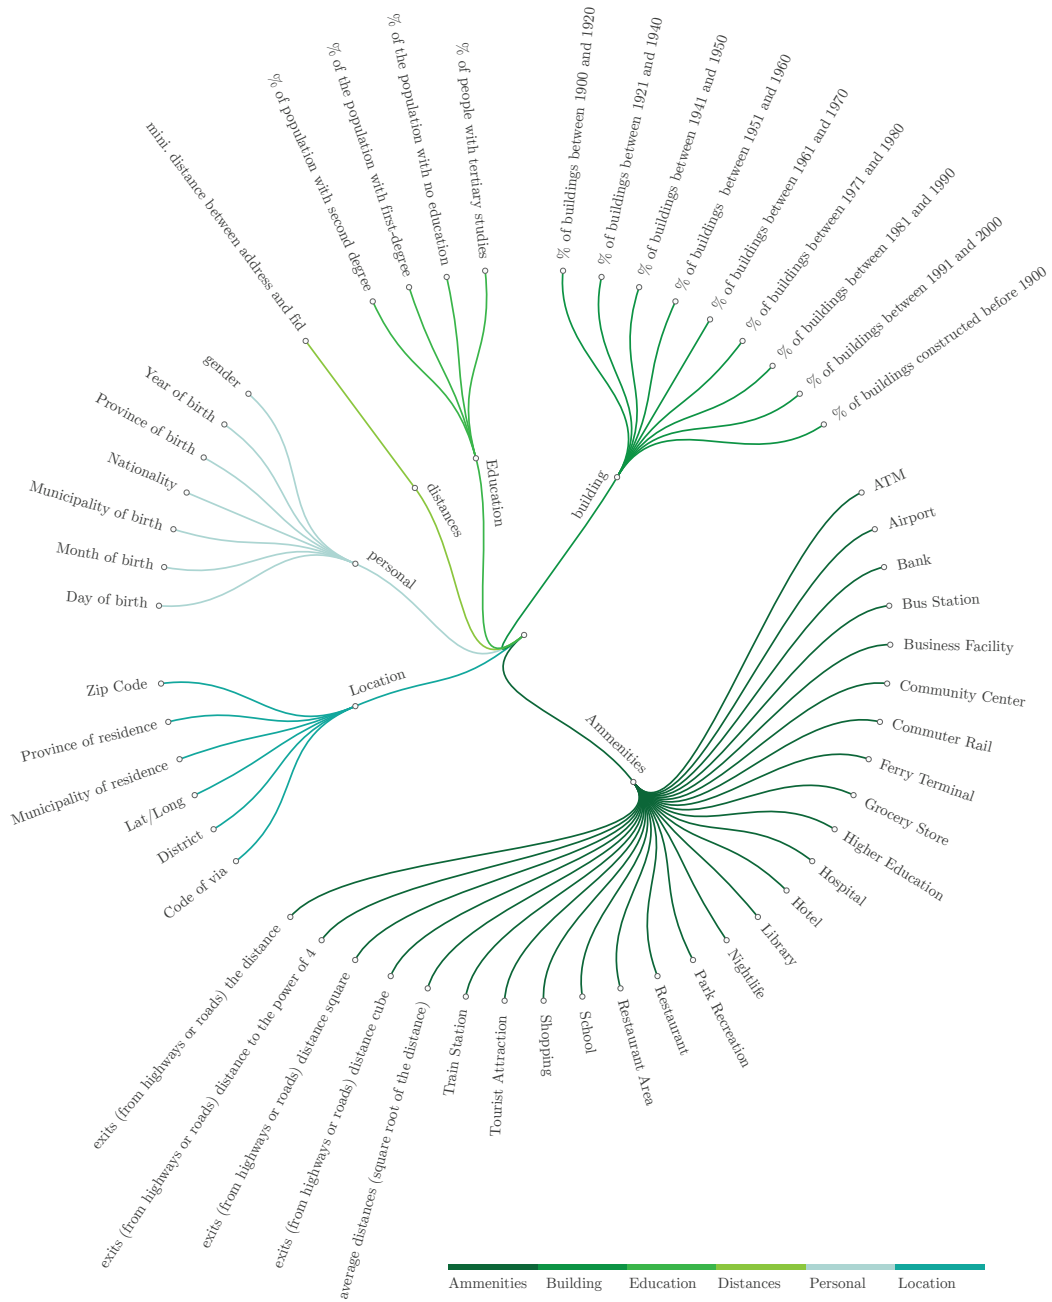 % of buildings between 1900 and 1920
% of buildings between 1921 and 1940
% of buildings between 1941 and 1950
% of buildings  between 1951 and 1960
% of buildings between 1961 and 1970
% of buildings between 1971 and 1980
% of buildings between 1981 and 1990
% of buildings between 1991 and 2000
% of buildings constructed before 1900
building
ATM
Airport
Bank
Bus Station
Business Facility
Community Center
Commuter Rail
Ferry Terminal
Grocery Store
Higher Education
Hospital
Hotel
Library
Nightlife
Park Recreation
Restaurant
Restaurant Area
School
Shopping
Tourist Attraction
Train Station
average distances (square root of the distance)
exits (from highways or roads) distance cube
exits (from highways or roads) distance square
exits (from highways or roads) distance to the power of 4
exits (from highways or roads) the distance
Ammenities
Code of via
District
Lat/Long
Municipality of residence
Province of residence
Zip Code
Location
Day of birth
Month of birth
Municipality of birth
Nationality
Province of birth
Year of birth
gender
personal
mini. distance between address and fid
distances
% of population with second degree
% of the population with first-degree
% of the population with no education
% of people with tertiary studies
Education
Ammenities
Building
Education
Distances
Personal
Location